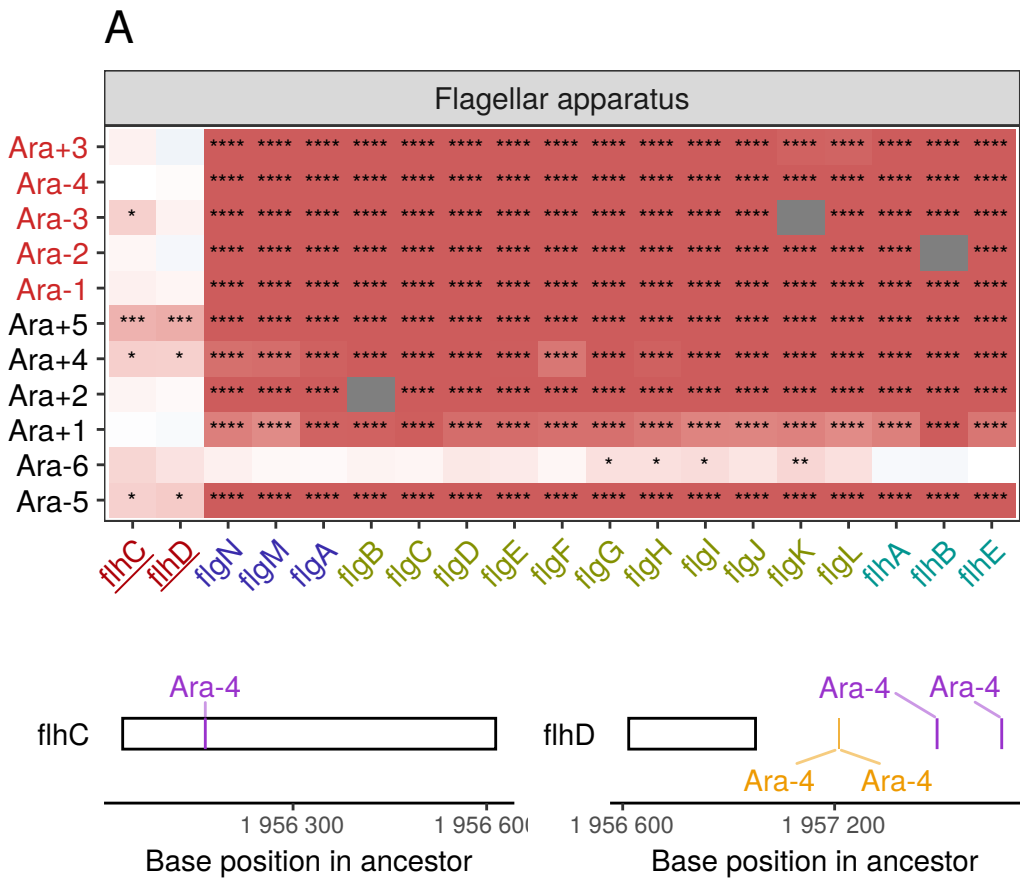 A
Flagellar apparatus
Ara+3 **** **** **** **** **** **** **** **** **** **** **** **** **** **** **** **** ****
Ara-4 **** **** **** **** **** **** **** **** **** **** **** **** **** **** **** **** ****
Ara-3 * **** **** **** **** **** **** **** **** **** **** **** **** **** **** **** ****
Ara-2 **** **** **** **** **** **** **** **** **** **** **** **** **** **** **** ****
Ara-1 **** **** **** **** **** **** **** **** **** **** **** **** **** **** **** **** ****
Ara+5 *** *** **** **** **** **** **** **** **** **** **** **** **** **** **** **** **** **** ****
Ara+4 * * **** **** **** **** **** **** **** **** **** **** **** **** **** **** **** **** ****
Ara+2 **** **** **** **** **** **** **** **** **** **** **** **** **** **** **** ****
Ara+1 **** **** **** **** **** **** **** **** **** **** **** **** **** **** **** **** ****
Ara-6 * * * **
Ara-5 * * **** **** **** **** **** **** **** **** **** **** **** **** **** **** **** **** ****
flhC flhD flgN flgM flgA flgB flgC flgD flgE flgF flgG flgH flgI flgJ flgK flgL flhA flhB flhE
Ara-4 Ara-4 Ara-4
flhC flhD
Ara-4 Ara-4
1 956 300 1 956 600 1 956 600 1 957 200
Base position in ancestor Base position in ancestor